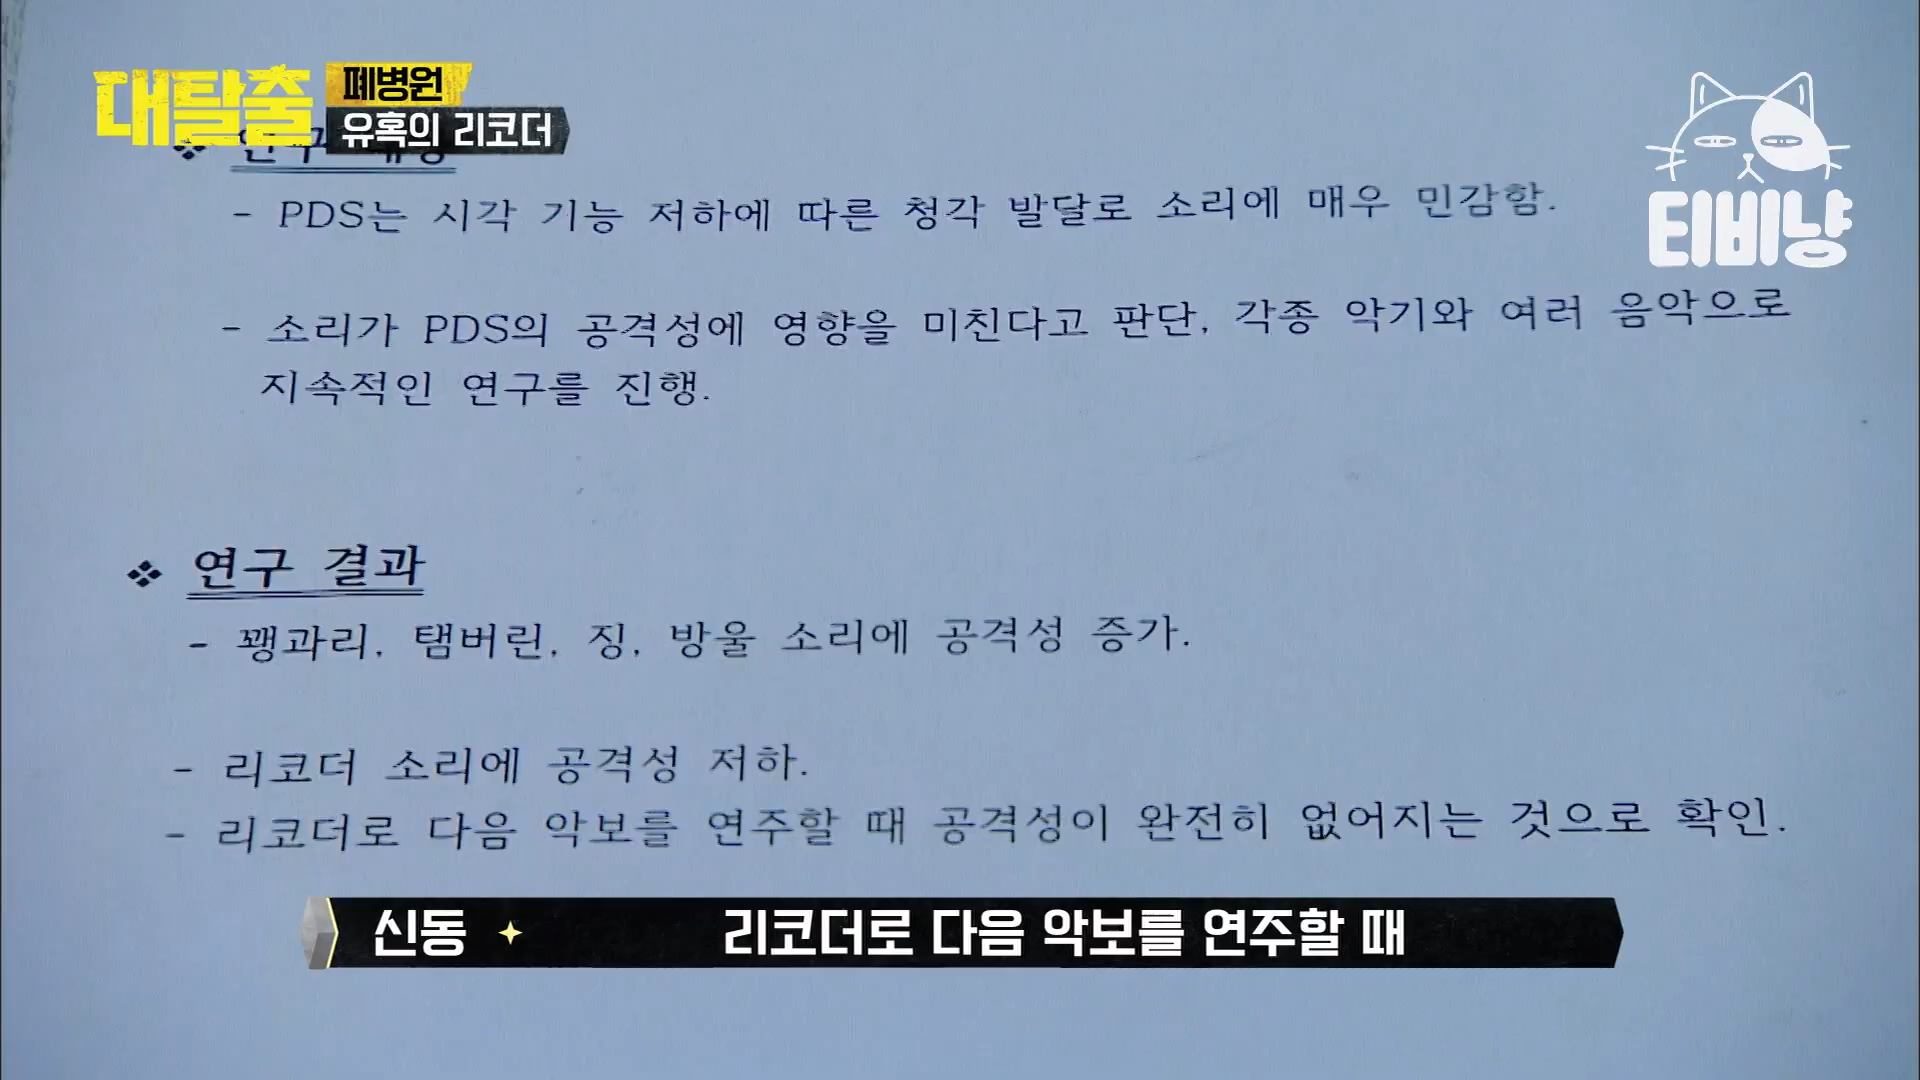 대탈출
폐병원
유혹의 리코더
티비냥
연구
- PDS는 시각 기능 저하에 따른 청각 발달로 소리에 매우 민감함.
- 소리가 PDS의 공격성에 영향을 미친다고 판단, 각종 악기와 여러 음악으로
지속적인 연구를 진행.
❖ 연구 결과
- 꽹과리, 탬버린, 징, 방울 소리에 공격성 증가.
- 리코더 소리에 공격성 저하.
- 리코더로 다음 악보를 연주할 때 공격성이 완전히 없어지는 것으로 확인.
신동 리코더로 다음 악보를 연주할 때